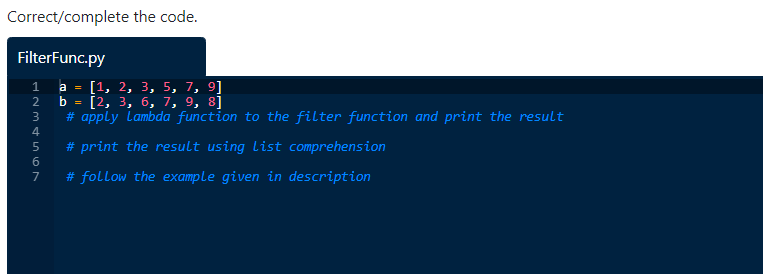 Correct/complete the code.
FilterFunc.py
1 a = [1, 2, 3, 5, 7, 9]
2 b = [2, 3, 6, 7, 9, 8]
3 # apply lambda function to the filter function and print the result
4
5 # print the result using list comprehension
6
7 # follow the example given in description